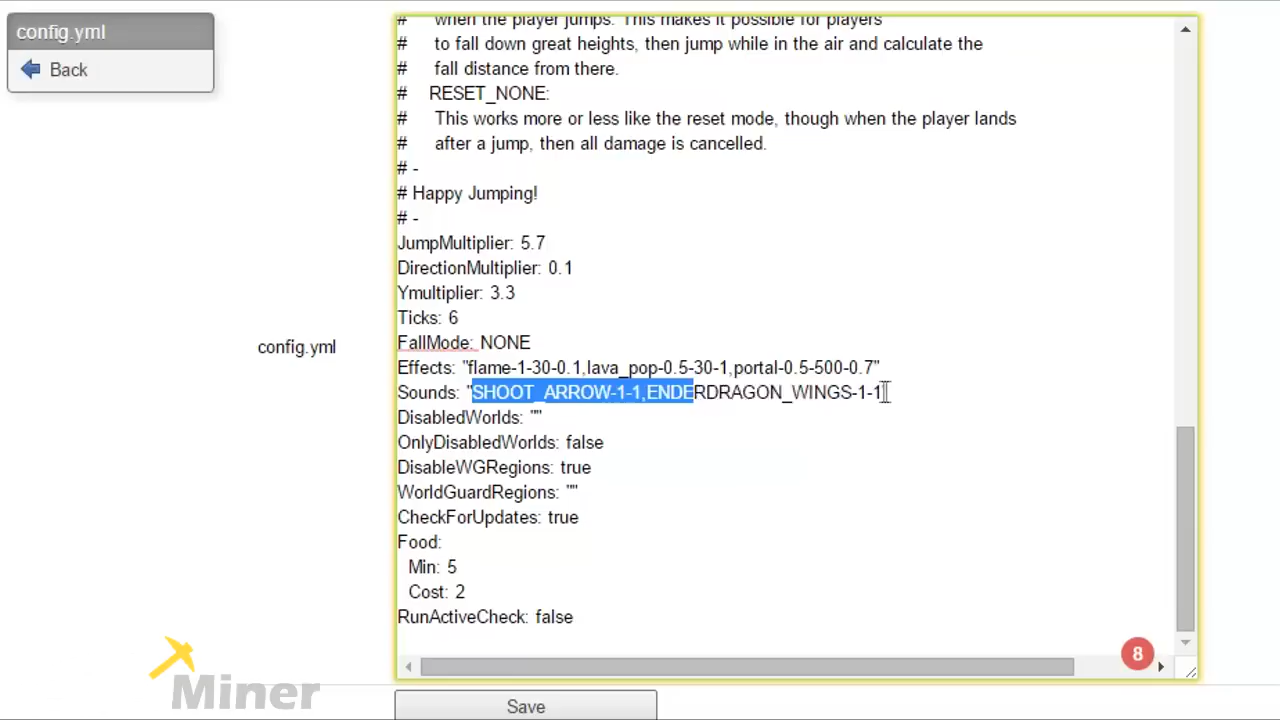 config.yml
Back
# when the player jumps. This makes it possible for players
# to fall down great heights, then jump while in the air and calculate the
# fall distance from there.
# RESET_NONE:
# This works more or less like the reset mode, though when the player lands
# after a jump, then all damage is cancelled.
# -
# Happy Jumping!
# -
JumpMultiplier: 5.7
DirectionMultiplier: 0.1
Ymultiplier: 3.3
Ticks: 6
config.yml
FallMode: NONE
Effects: "flame-1-30-0.1,lava_pop-0.5-30-1,portal-0.5-500-0.7"
Sounds: "SHOOT_ARROW-1-1,ENDERDRAGON_WINGS-1-1
DisabledWorlds: ""
OnlyDisabledWorlds: false
DisableWGRegions: true
WorldGuardRegions: ""
CheckForUpdates: true
Food:
Min: 5
Cost: 2
RunActiveCheck: false
8
Miner
Save